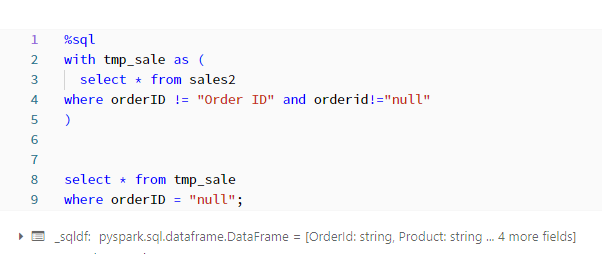 1 %sql
2 with tmp_sale as (
3 select * from sales2
4 where orderID != "Order ID" and orderid!="null"
5 )
6
7
8 select * from tmp_sale
9 where orderID = "null";
_sqldf: pyspark.sql.dataframe.DataFrame = [OrderId: string, Product: string ... 4 more fields]